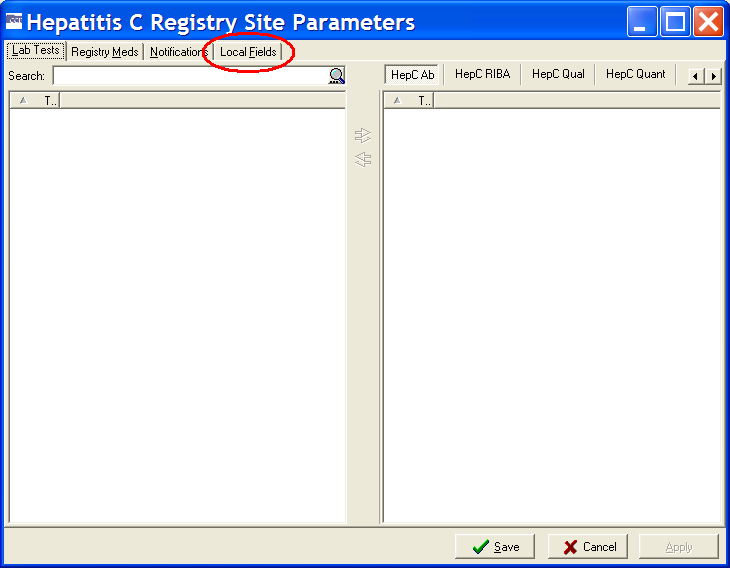 Hepatitis C Registry Site Parameters
Lab Tests Registry Meds Notifications Local Fields
Search:
HepC Ab HepC RIBA HepC Qual HepC Quant
T.. T..
Save Cancel Apply